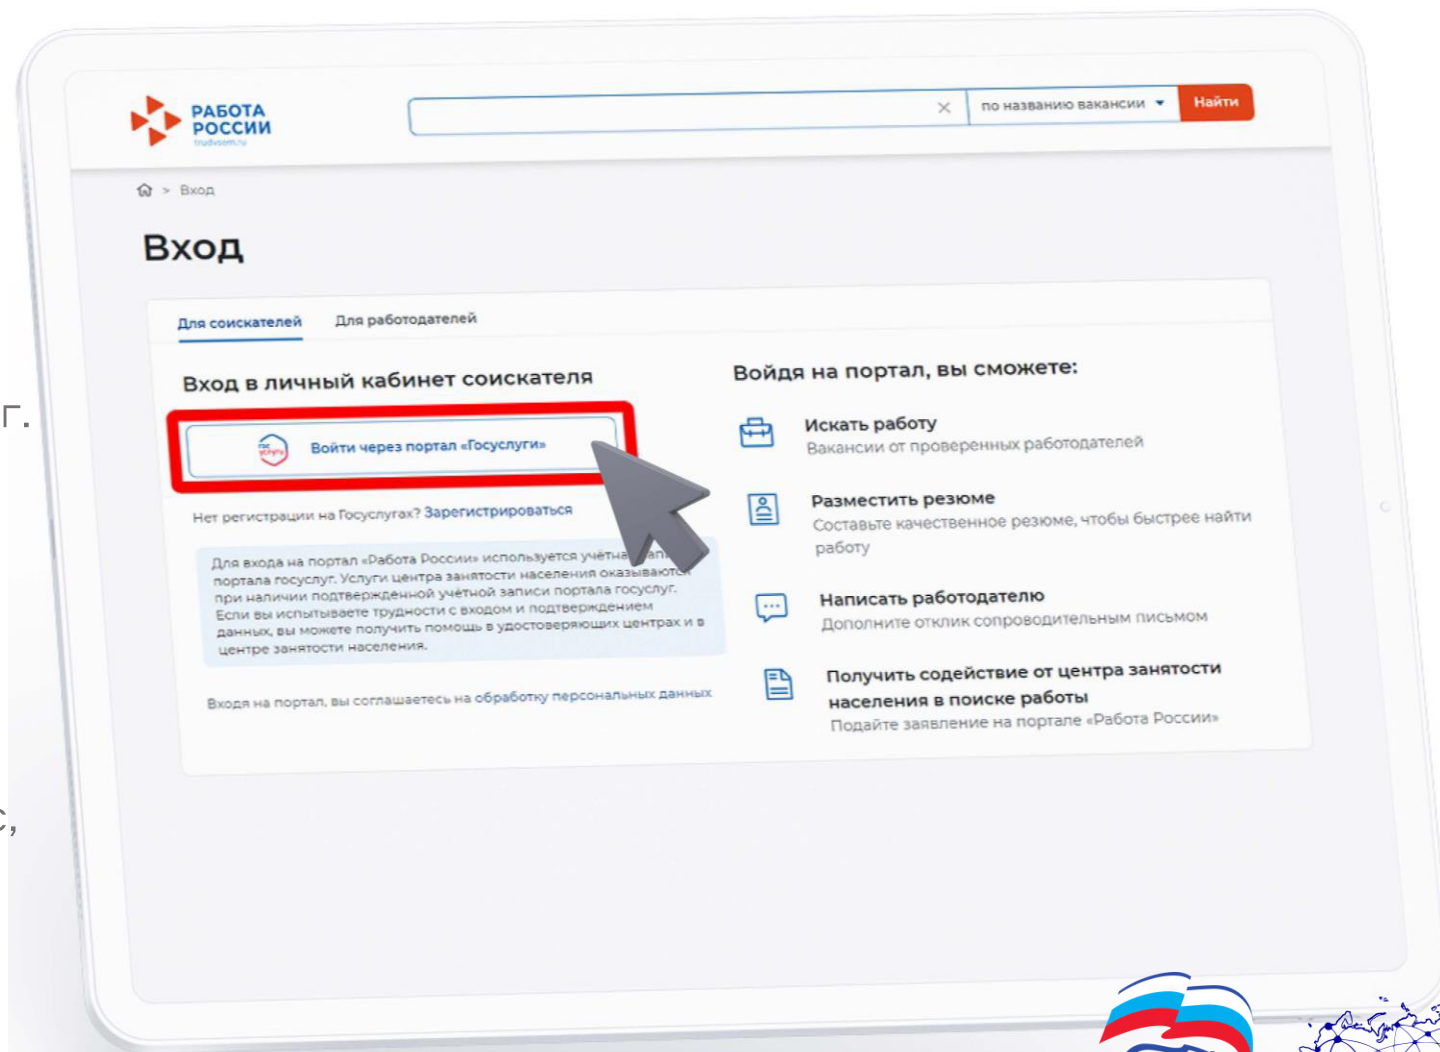 РАБОТА
РОССИИ
trudvsem.ru
по названию вакансии
Найти
> Вход
Вход
Для соискателей
Для работодателей
Вход в личный кабинет соискателя
гос
услуги
Войти через портал «Госуслуги»
Нет регистрации на Госуслугах? Зарегистрироваться
Для входа на портал «Работа России» используется
портала госуслуг. Услуги центра занятости населения оказываются
при наличии подтвержденной учётной записи портала госуслуг.
Если вы испытываете трудности с входом и подтверждением
данных, вы можете получить помощь в удостоверяющих центрах и в
центре занятости населения.
Входя на портал, вы соглашаетесь на обработку персональных данных
Войдя на портал, вы сможете:
Искать работу
Вакансии от проверенных работодателей
Разместить резюме
Составьте качественное резюме, чтобы быстрее найти
работу
Написать работодателю
Дополните отклик сопроводительным письмом
Получить содействие от центра занятости
населения в поиске работы
Подайте заявление на портале «Работа России»
г.
с,